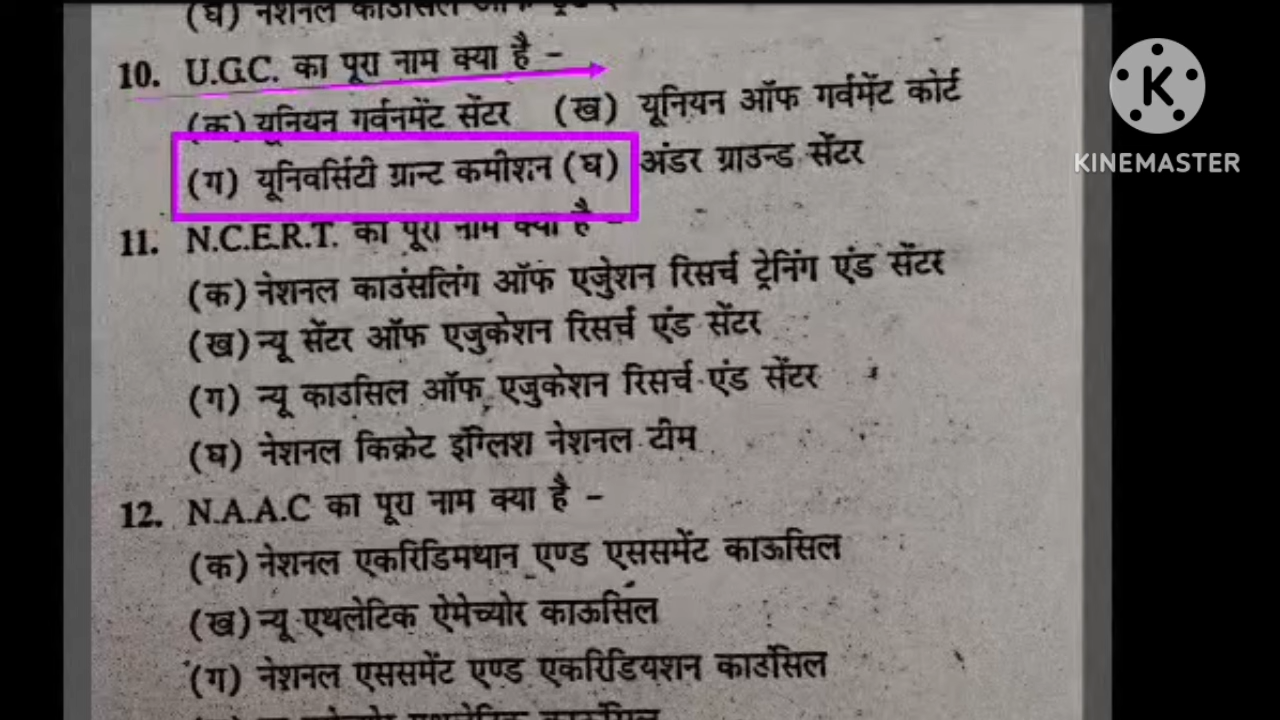 (घ) नेशनल काउंसिल ऑफ
10. U.G.C. का पूरा नाम क्या है –
(क) यूनियन गर्वनमेंट सेंटर (ख) यूनियन ऑफ गर्वमेंट कोर्ट
(ग) यूनिवर्सिटी ग्रान्ट कमीशन (घ) अंडर ग्राउन्ड सेंटर
11. N.C.E.R.T. का पूरा नाम क्या है –
(क) नेशनल काउंसलिंग ऑफ एजुेशन रिसर्च ट्रेनिंग एंड सेंटर
(ख) न्यू सेंटर ऑफ एजुकेशन रिसर्च एंड सेंटर
(ग) न्यू काउसिल ऑफ एजुकेशन रिसर्च एंड सेंटर
(घ) नेशनल किक्रेट इंग्लिश नेशनल टीम
12. N.A.A.C का पूरा नाम क्या है –
(क) नेशनल एकरिडिमथान एण्ड एससमेंट काऊसिल
(ख) न्यू एथलेटिक ऐमेच्योर काऊसिंल
(ग) नेशनल एससमेंट एण्ड एकरिडियशन काउंसिल
K
KINEMASTER